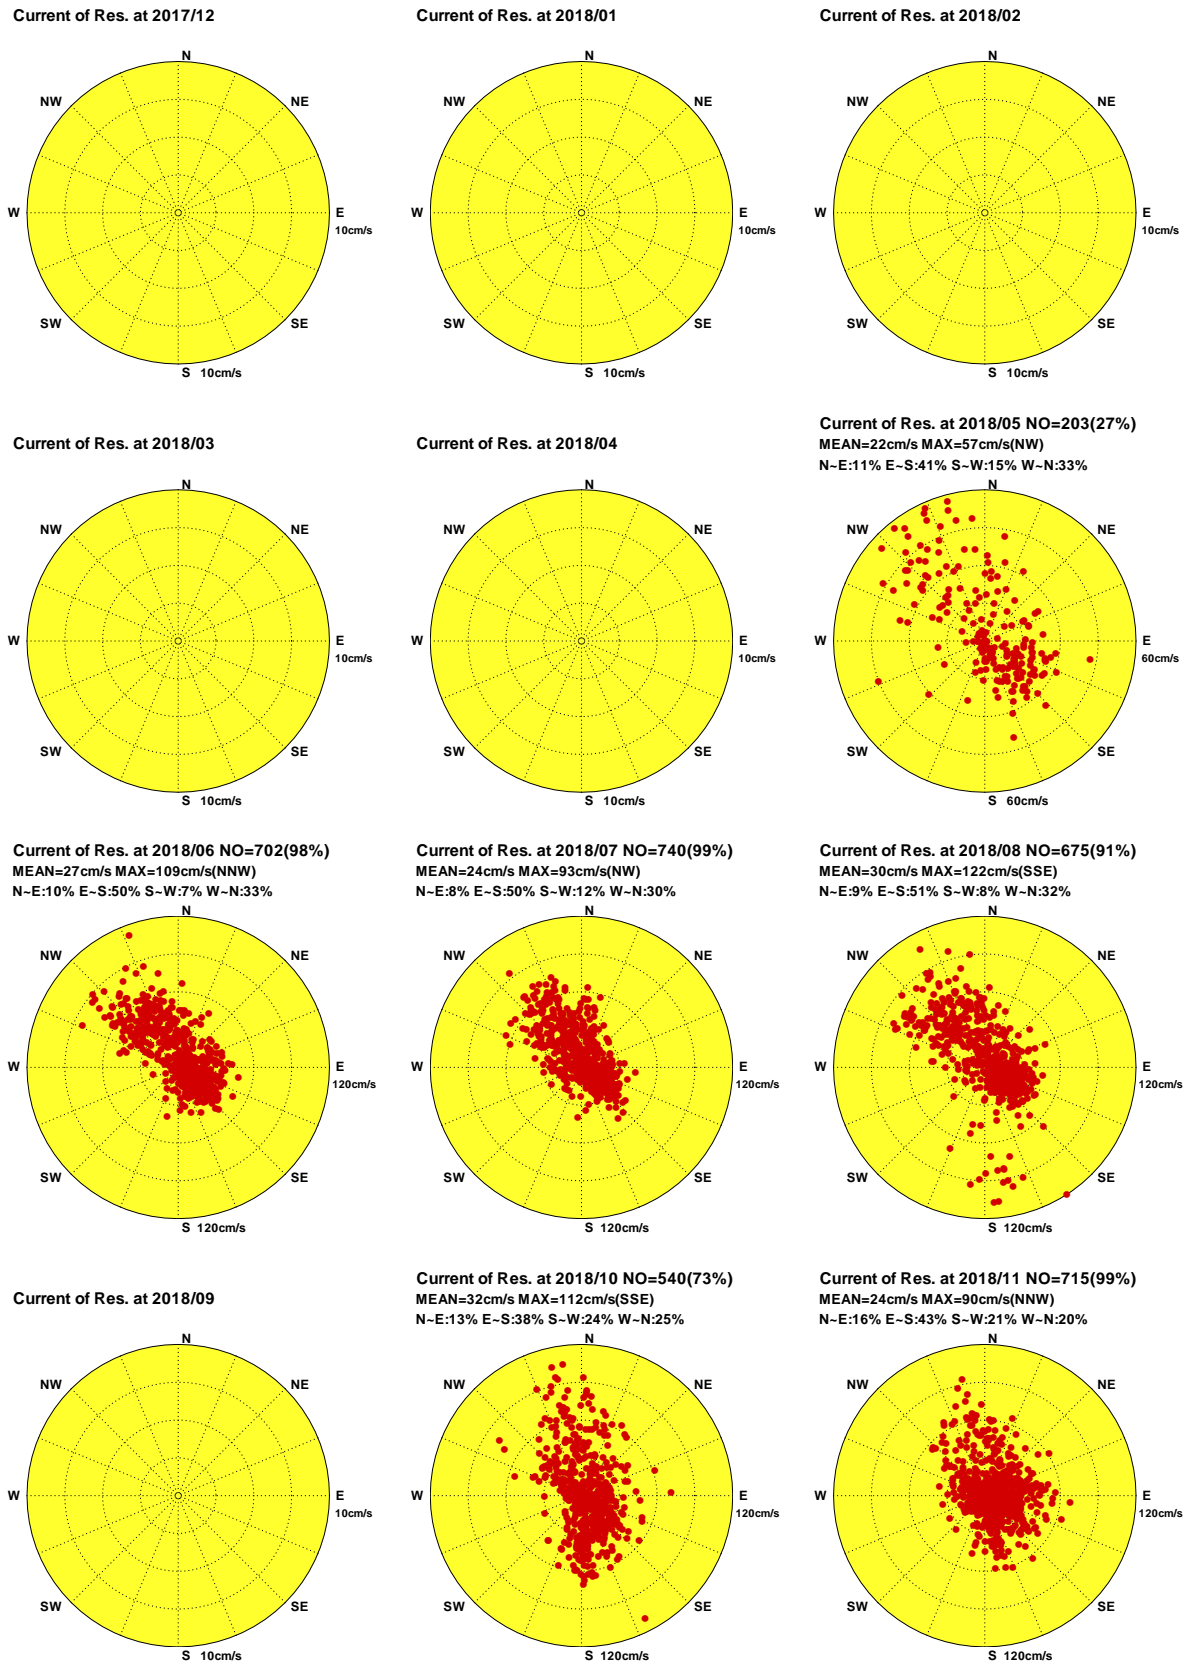 Current of Res. at 2017/12
N
NW
NE
W
E
10cm/s
SW
SE
S 10cm/s
Current of Res. at 2018/01
N
NW
NE
W
E
10cm/s
SW
SE
S 10cm/s
Current of Res. at 2018/02
N
NW
NE
W
E
10cm/s
SW
SE
S 10cm/s
Current of Res. at 2018/03
N
NW
NE
W
E
10cm/s
SW
SE
S 10cm/s
Current of Res. at 2018/04
N
NW
NE
W
E
10cm/s
SW
SE
S 10cm/s
Current of Res. at 2018/05 NO=203(27%)
MEAN=22cm/s MAX=57cm/s(NW)
N~E:11% E~S:41% S~W:15% W~N:33%
N
NW
NE
W
E
60cm/s
SW
SE
S 60cm/s
Current of Res. at 2018/06 NO=702(98%)
MEAN=27cm/s MAX=109cm/s(NNW)
N~E:10% E~S:50% S~W:7% W~N:33%
N
NW
NE
W
E
120cm/s
SW
SE
S 120cm/s
Current of Res. at 2018/07 NO=740(99%)
MEAN=24cm/s MAX=93cm/s(NW)
N~E:8% E~S:50% S~W:12% W~N:30%
N
NW
NE
W
E
120cm/s
SW
SE
S 120cm/s
Current of Res. at 2018/08 NO=675(91%)
MEAN=30cm/s MAX=122cm/s(SSE)
N~E:9% E~S:51% S~W:8% W~N:32%
N
NW
NE
W
E
120cm/s
SW
SE
S 120cm/s
Current of Res. at 2018/09
N
NW
NE
W
E
10cm/s
SW
SE
S 10cm/s
Current of Res. at 2018/10 NO=540(73%)
MEAN=32cm/s MAX=112cm/s(SSE)
N~E:13% E~S:38% S~W:24% W~N:25%
N
NW
NE
W
E
120cm/s
SW
SE
S 120cm/s
Current of Res. at 2018/11 NO=715(99%)
MEAN=24cm/s MAX=90cm/s(NNW)
N~E:16% E~S:43% S~W:21% W~N:20%
N
NW
NE
W
E
120cm/s
SW
SE
S 120cm/s